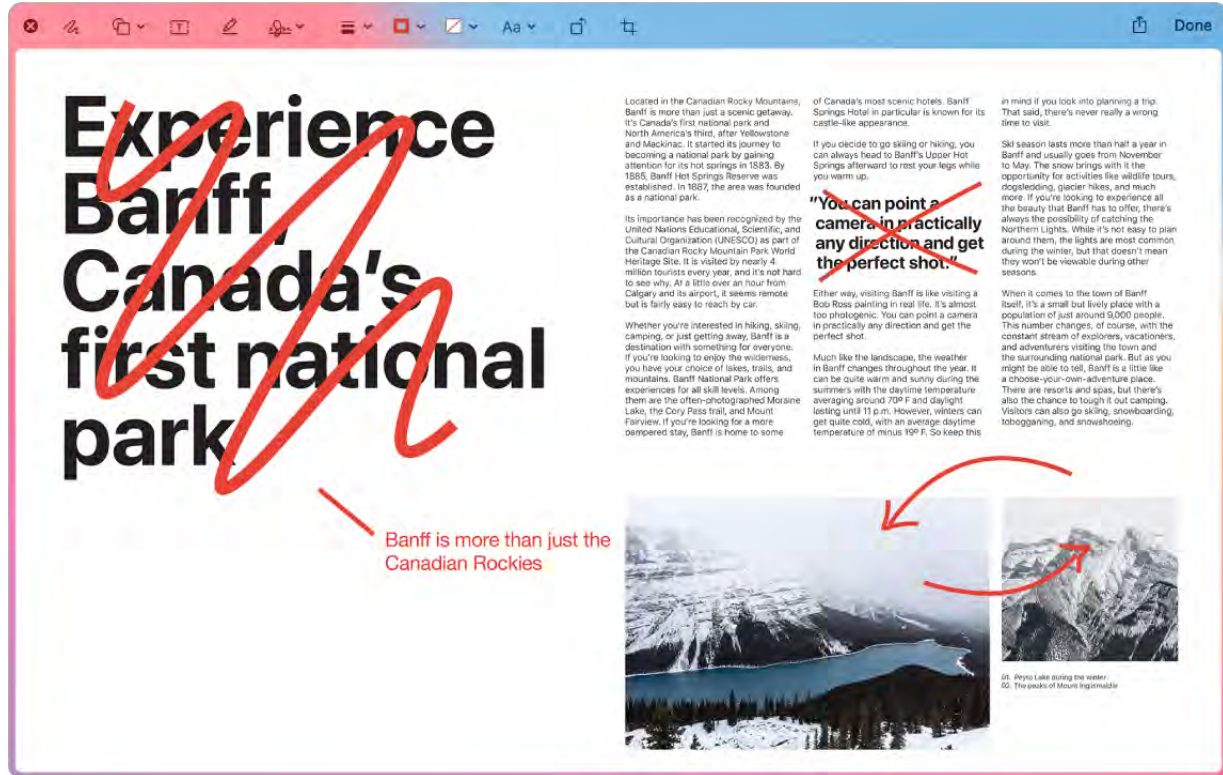 Aa
Done
Experience
Banff,
Canada's
first national
park
Banff is more than just the
Canadian Rockies
Located in the Canadian Rocky Mountains,
Banff is more than just a scenic getaway.
It's Canada's first national park and
North America's third, after Yellowstone
and Mackinac. It started its journey to
becoming a national park by gaining
attention for its hot springs in 1883. By
1885, Banff Hot Springs Reserve was
established. In 1887, the area was founded
as a national park.
Its importance has been recognized by the
United Nations Educational, Scientific, and
Cultural Organization (UNESCO) as part of
the Canadian Rocky Mountain Park World
Heritage Site. It is visited by nearly 4
million tourists every year, and it's not hard
to see why. At a little over an hour from
Calgary and its airport, it seems remote
but is fairly easy to reach by car.
Whether you're interested in hiking, skiing,
camping, or just getting away, Banff is a
destination with something for everyone.
If you're looking to enjoy the wilderness,
you have your choice of lakes, trails, and
mountains. Banff National Park offers
experiences for all skill levels. Among
them are the often-photographed Moraine
Lake, the Cory Pass trail, and Mount
Fairview. If you're looking for a more
pampered stay, Banff is home to some
of Canada's most scenic hotels. Banff
Springs Hotel in particular is known for its
castle-like appearance.
If you decide to go skiing or hiking, you
can always head to Banff's Upper Hot
Springs afterward to rest your legs while
you warm up.
"You can point a
camera in practically
any direction and get
the perfect shot."
Either way, visiting Banff is like visiting a
Bob Ross painting in real life. It's almost
too photogenic. You can point a camera
in practically any direction and get the
perfect shot.
Much like the landscape, the weather
in Banff changes throughout the year. It
can be quite warm and sunny during the
summers with the daytime temperature
averaging around 70º F and daylight
lasting until 11 p.m. However, winters can
get quite cold, with an average daytime
temperature of minus 19º F. So keep this
in mind if you look into planning a trip.
That said, there's never really a wrong
time to visit.
Ski season lasts more than half a year in
Banff and usually goes from November
to May. The snow brings with it the
opportunity for activities like wildlife tours,
dogsledding, glacier hikes, and much
more. If you're looking to experience all
the beauty that Banff has to offer, there's
always the possibility of catching the
Northern Lights. While it's not easy to plan
around them, the lights are most common
during the winter, but that doesn't mean
they won't be viewable during other
seasons.
When it comes to the town of Banff
itself, it's a small but lively place with a
population of just around 9,000 people.
This number changes, of course, with the
constant stream of explorers, vacationers,
and adventurers visiting the town and
the surrounding national park. But as you
might be able to tell, Banff is a little like
a choose-your-own-adventure place.
There are resorts and spas, but there's
also the chance to tough it out camping.
Visitors can also go skiing, snowboarding,
tobogganing, and snowshoeing.
01. Peyto Lake during the winter
02. The peaks of Mount